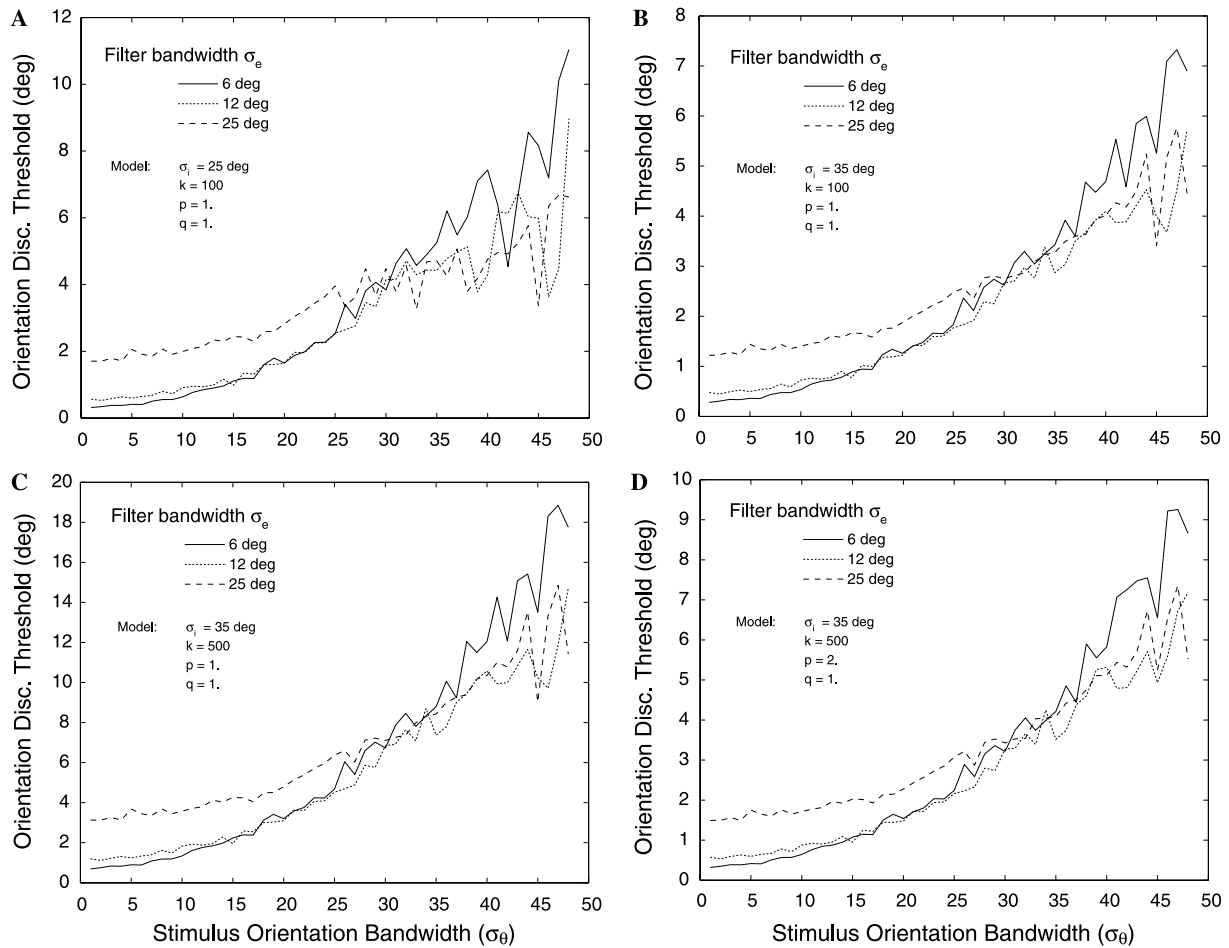 A
Orientation Disc. Threshold (deg)
12
10
8
6
4
2
0
Filter bandwidth σe
6 deg
12 deg
25 deg
Model: σi = 25 deg
k = 100
p = 1.
q = 1.
0 5 10 15 20 25 30 35 40 45 50
B
Orientation Disc. Threshold (deg)
8
7
6
5
4
3
2
1
0
Filter bandwidth σe
6 deg
12 deg
25 deg
Model: σi = 35 deg
k = 100
p = 1.
q = 1.
0 5 10 15 20 25 30 35 40 45 50
C
Orientation Disc. Threshold (deg)
20
18
16
14
12
10
8
6
4
2
0
Filter bandwidth σe
6 deg
12 deg
25 deg
Model: σi = 35 deg
k = 500
p = 1.
q = 1.
0 5 10 15 20 25 30 35 40 45 50
Stimulus Orientation Bandwidth (σθ)
D
Orientation Disc. Threshold (deg)
10
9
8
7
6
5
4
3
2
1
0
Filter bandwidth σe
6 deg
12 deg
25 deg
Model: σi = 35 deg
k = 500
p = 2.
q = 1.
0 5 10 15 20 25 30 35 40 45 50
Stimulus Orientation Bandwidth (σθ)